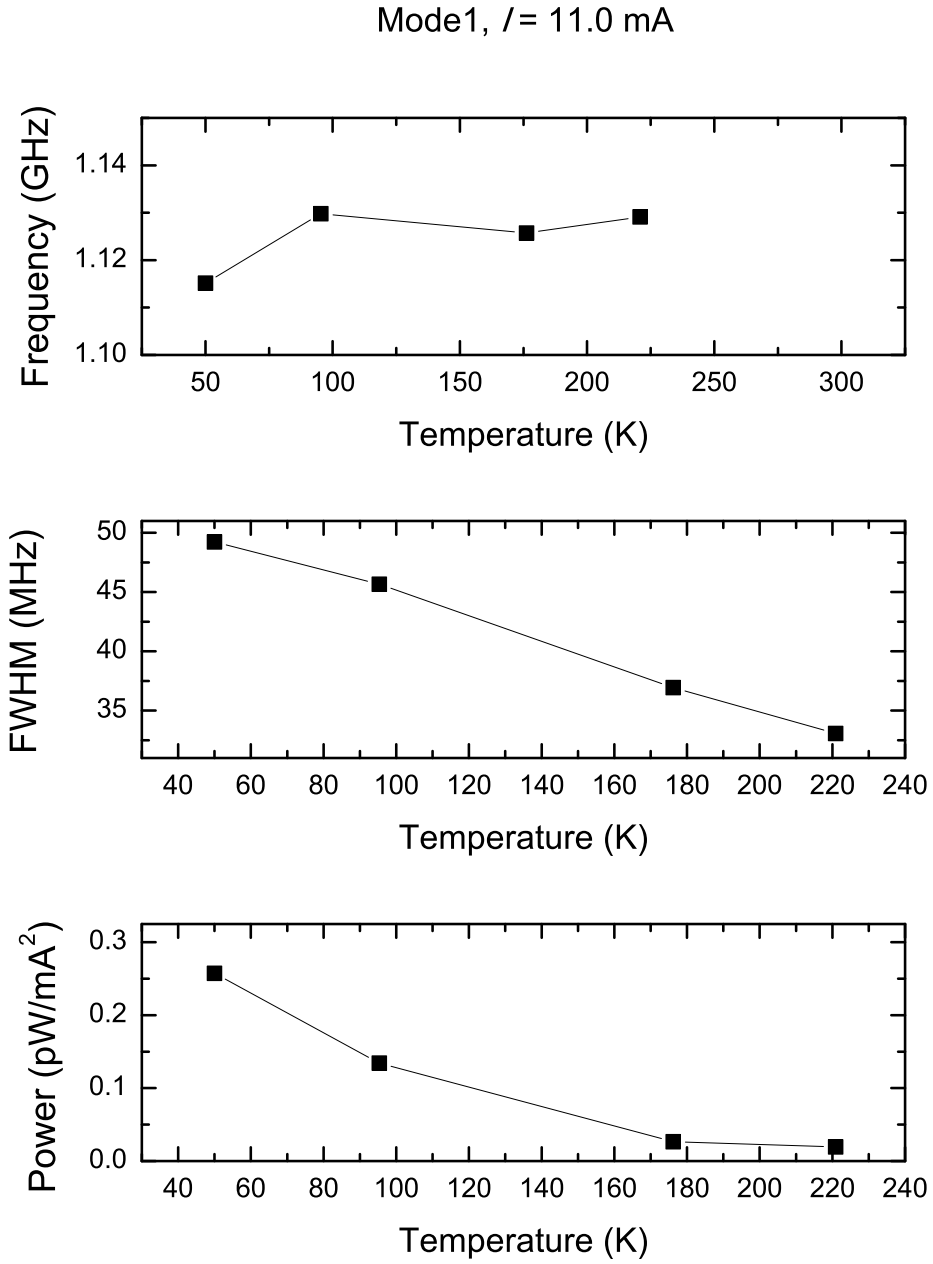 Mode1, I = 11.0 mA
Frequency (GHz)
1.14
1.12
1.10
50 100 150 200 250 300
Temperature (K)
FWHM (MHz)
50
45
40
35
40 60 80 100 120 140 160 180 200 220 240
Temperature (K)
Power (pW/mA²)
0.3
0.2
0.1
0.0
40 60 80 100 120 140 160 180 200 220 240
Temperature (K)